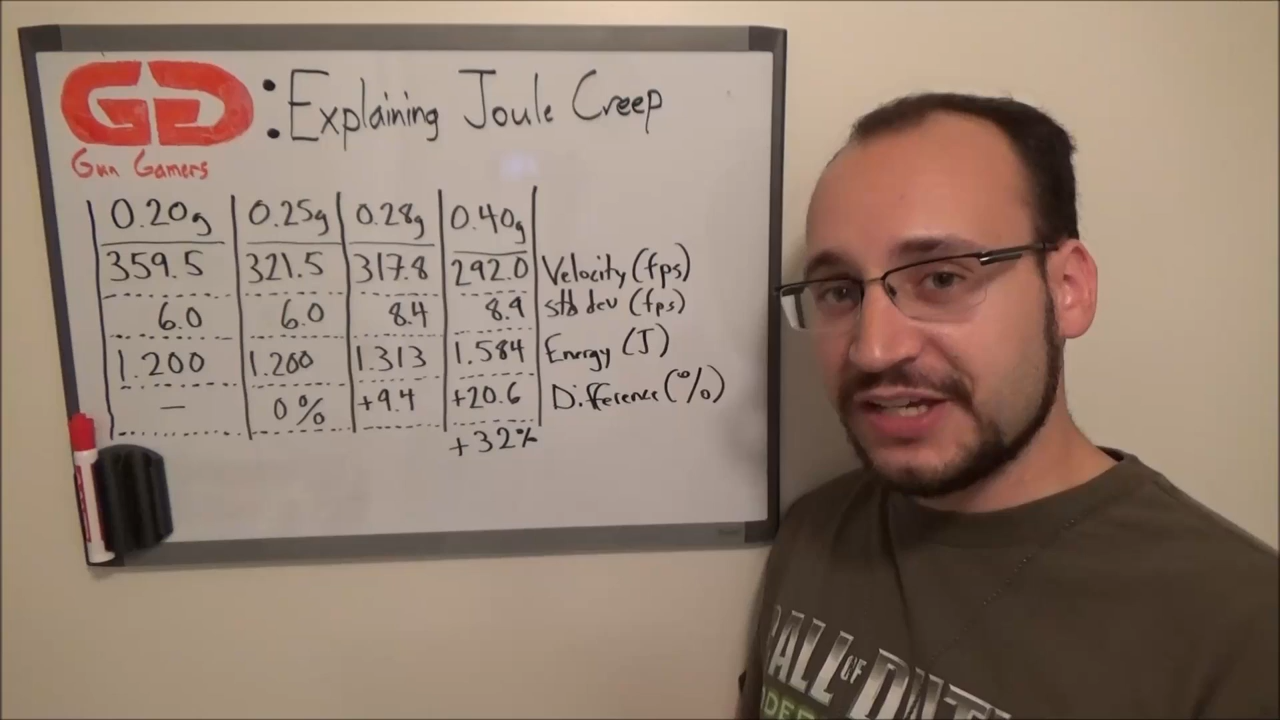 GG : Explaining Joule Creep
Gun Gamers
0.20g 0.25g 0.28g 0.40g
359.5 321.5 317.8 292.0 Velocity (fps)
6.0 6.0 8.4 8.9 std dev (fps)
1.200 1.200 1.313 1.584 Energy (J)
— 0% +9.4 +20.6 Difference (%)
+32%
CALL OF DUTY